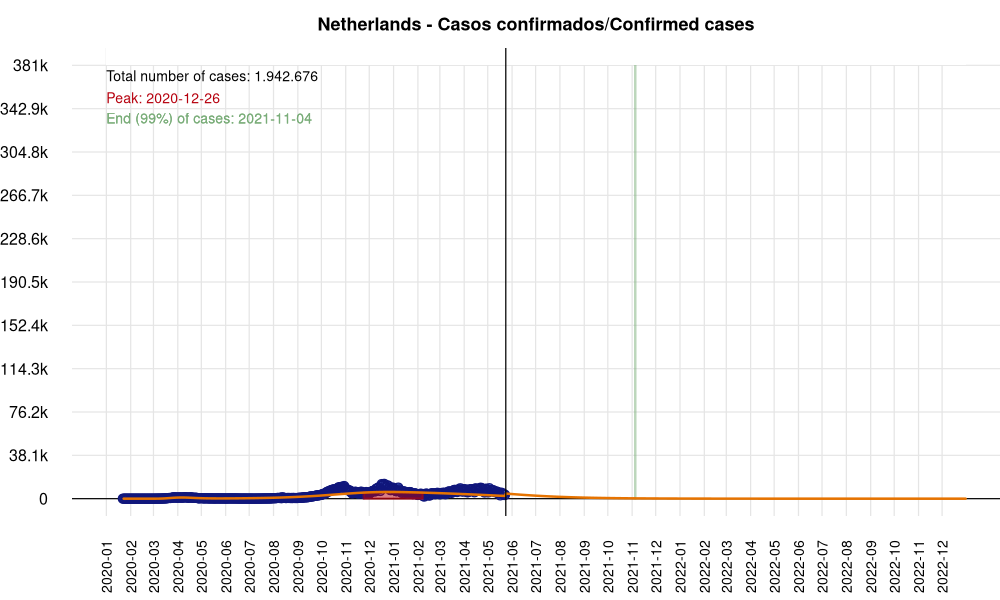 Netherlands - Casos confirmados/Confirmed cases
Total number of cases: 1.942.676
Peak: 2020-12-26
End (99%) of cases: 2021-11-04
381k
342.9k
304.8k
266.7k
228.6k
190.5k
152.4k
114.3k
76.2k
38.1k
0
2020-01
2020-02
2020-03
2020-04
2020-05
2020-06
2020-07
2020-08
2020-09
2020-10
2020-11
2020-12
2021-01
2021-03
2021-04
2021-05
2021-06
2021-07
2021-08
2021-09
2021-10
2021-11
2021-12
2022-01
2022-02
2022-03
2022-04
2022-05
2022-06
2022-07
2022-08
2022-09
2022-10
2022-11
2022-12